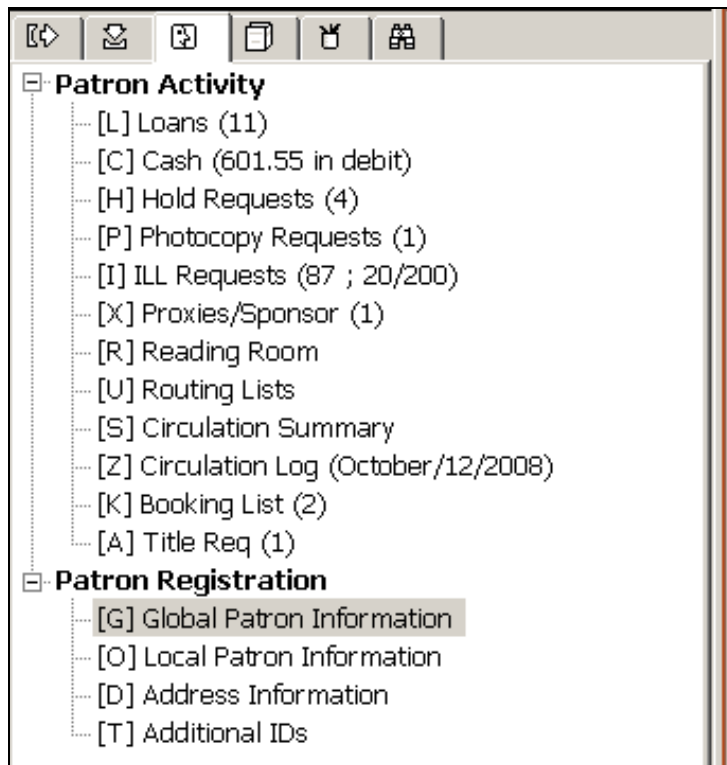 Patron Activity
[L] Loans (11)
[C] Cash (601.55 in debit)
[H] Hold Requests (4)
[P] Photocopy Requests (1)
[I] ILL Requests (87 ; 20/200)
[X] Proxies/Sponsor (1)
[R] Reading Room
[U] Routing Lists
[S] Circulation Summary
[Z] Circulation Log (October/12/2008)
[K] Booking List (2)
[A] Title Req (1)
Patron Registration
[G] Global Patron Information
[O] Local Patron Information
[D] Address Information
[T] Additional IDs